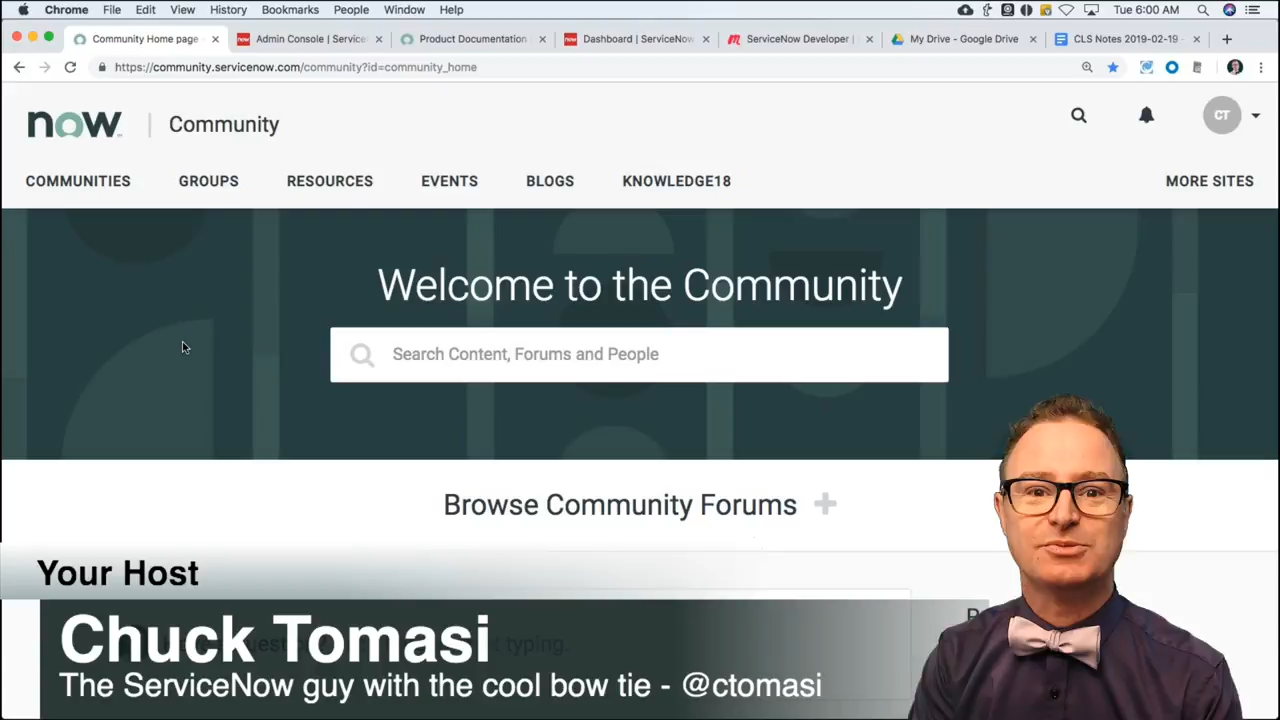 Chrome File Edit View History Bookmarks People Window Help Tue 6:00 AM
Community Home page - Admin Console | Service Product Documentation Dashboard | ServiceNow ServiceNow Developer | My Drive - Google Drive CLS Notes 2019-02-19 -
https://community.servicenow.com/community?id=community_home
now Community CT
COMMUNITIES GROUPS RESOURCES EVENTS BLOGS KNOWLEDGE18 MORE SITES
Welcome to the Community
Search Content, Forums and People
Browse Community Forums
Your Host
Chuck Tomasi
typing.
The ServiceNow guy with the cool bow tie - @ctomasi